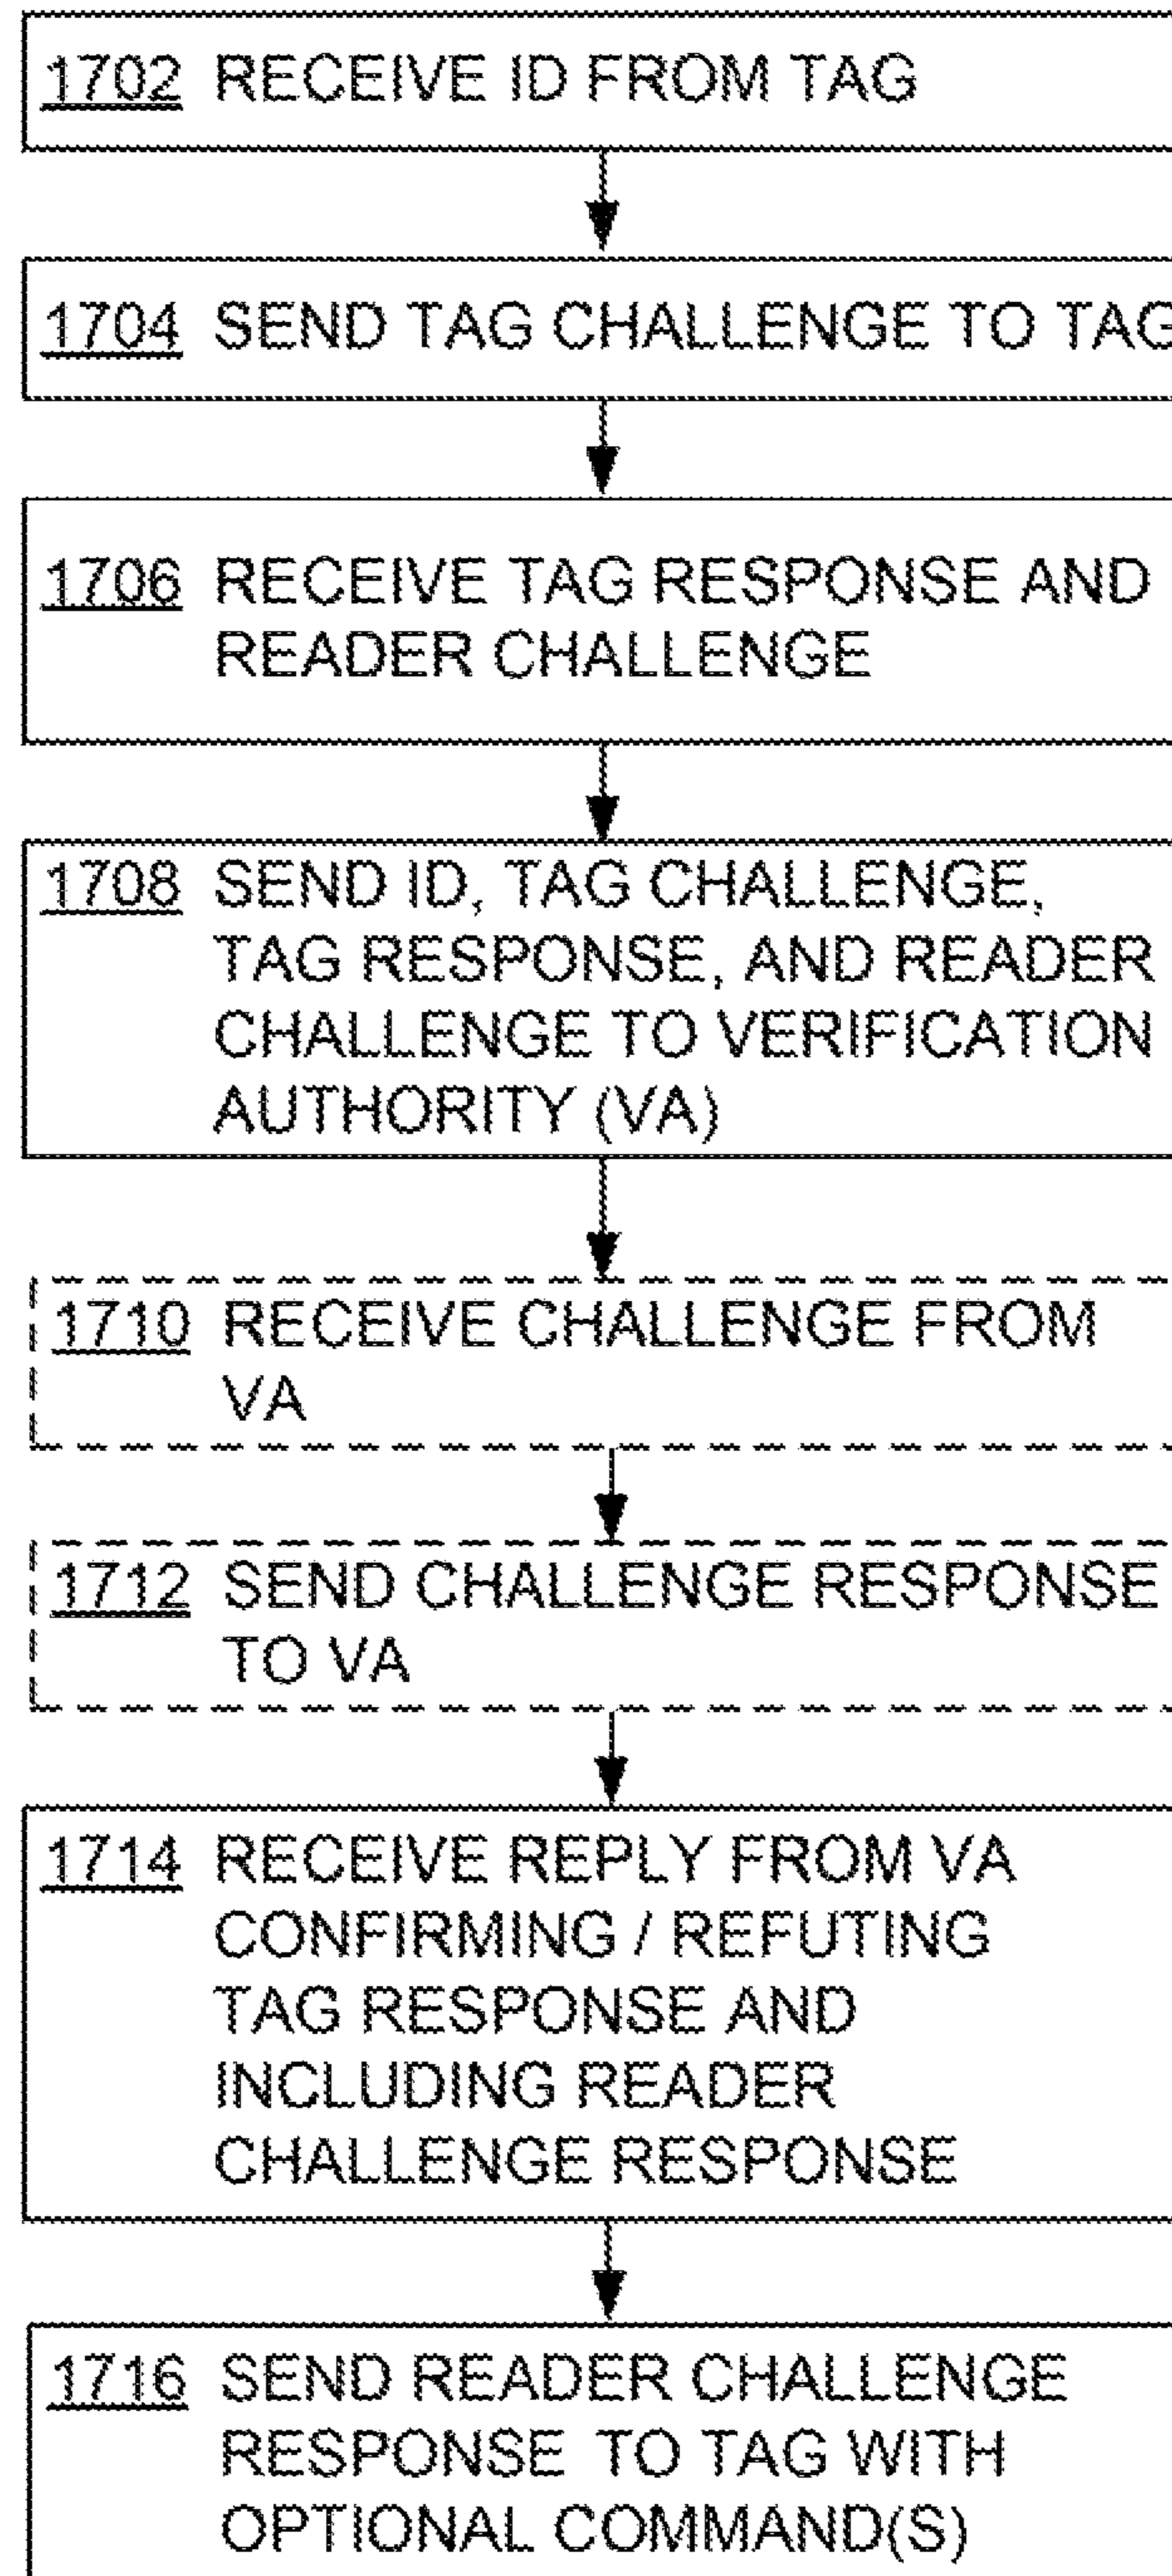 1702 RECEIVE ID FROM TAG
1704 SEND TAG CHALLENGE TO TAG
1706 RECEIVE TAG RESPONSE AND
READER CHALLENGE
1708 SEND ID, TAG CHALLENGE,
TAG RESPONSE, AND READER
CHALLENGE TO VERIFICATION
AUTHORITY (VA)
1710 RECEIVE CHALLENGE FROM
VA
1712 SEND CHALLENGE RESPONSE
TO VA
1714 RECEIVE REPLY FROM VA
CONFIRMING / REFUTING
TAG RESPONSE AND
INCLUDING READER
CHALLENGE RESPONSE
1716 SEND READER CHALLENGE
RESPONSE TO TAG WITH
OPTIONAL COMMAND(S)